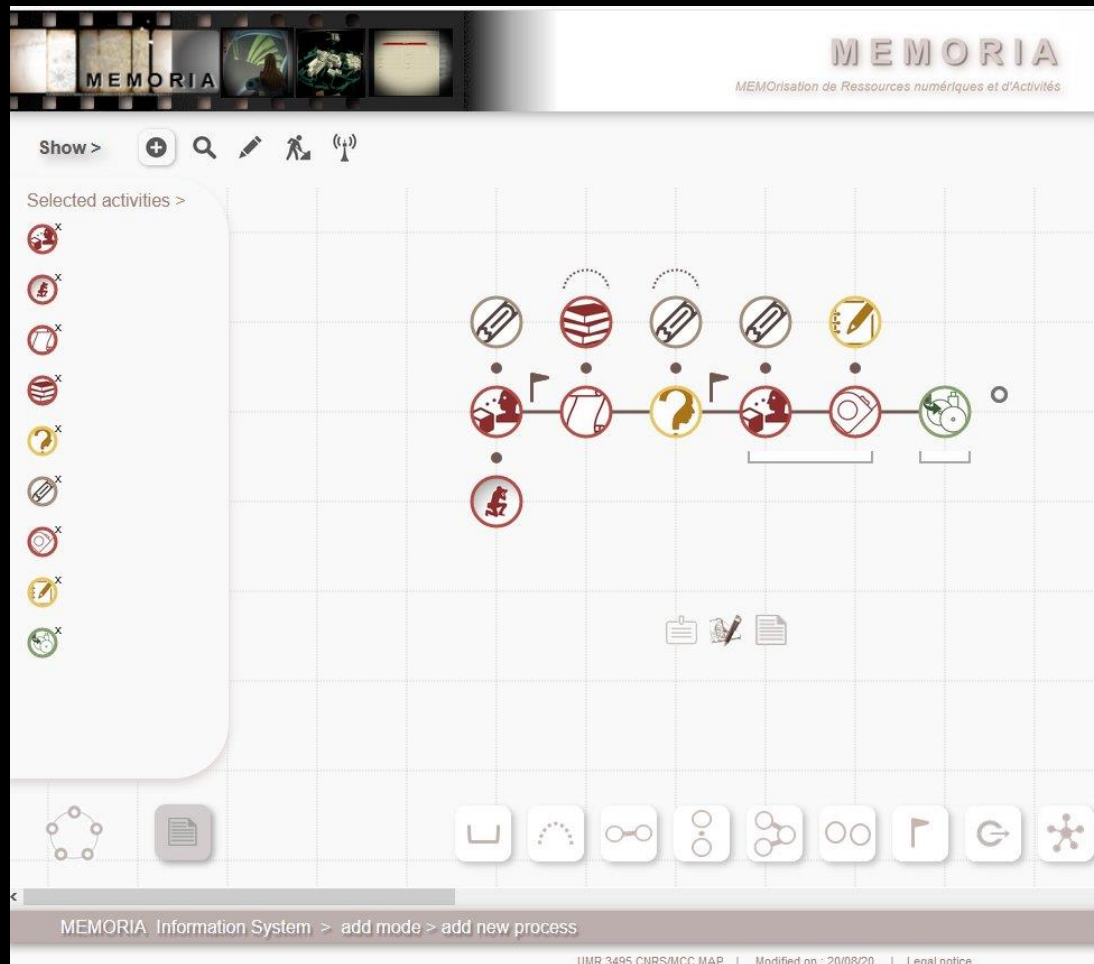 MEMORIA
MEMORIA
MEMOrisation de Ressources numériques et d'Activités
Show >
Selected activities >
x
x
x
x
x
x
x
x
x
MEMORIA Information System > add mode > add new process
UMR 3495 CNRS/MCC MAP | Modified on : 20/08/20 | Legal notice